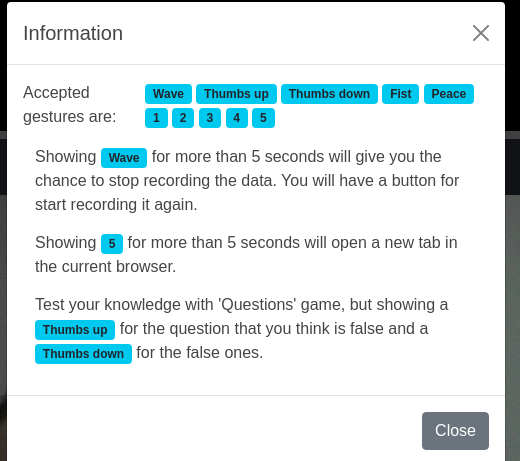 Information
Accepted gestures are:
Wave Thumbs up Thumbs down Fist Peace
1 2 3 4 5
Showing Wave for more than 5 seconds will give you the
chance to stop recording the data. You will have a button for
start recording it again.
Showing 5 for more than 5 seconds will open a new tab in
the current browser.
Test your knowledge with 'Questions' game, but showing a
Thumbs up for the question that you think is false and a
Thumbs down for the false ones.
Close